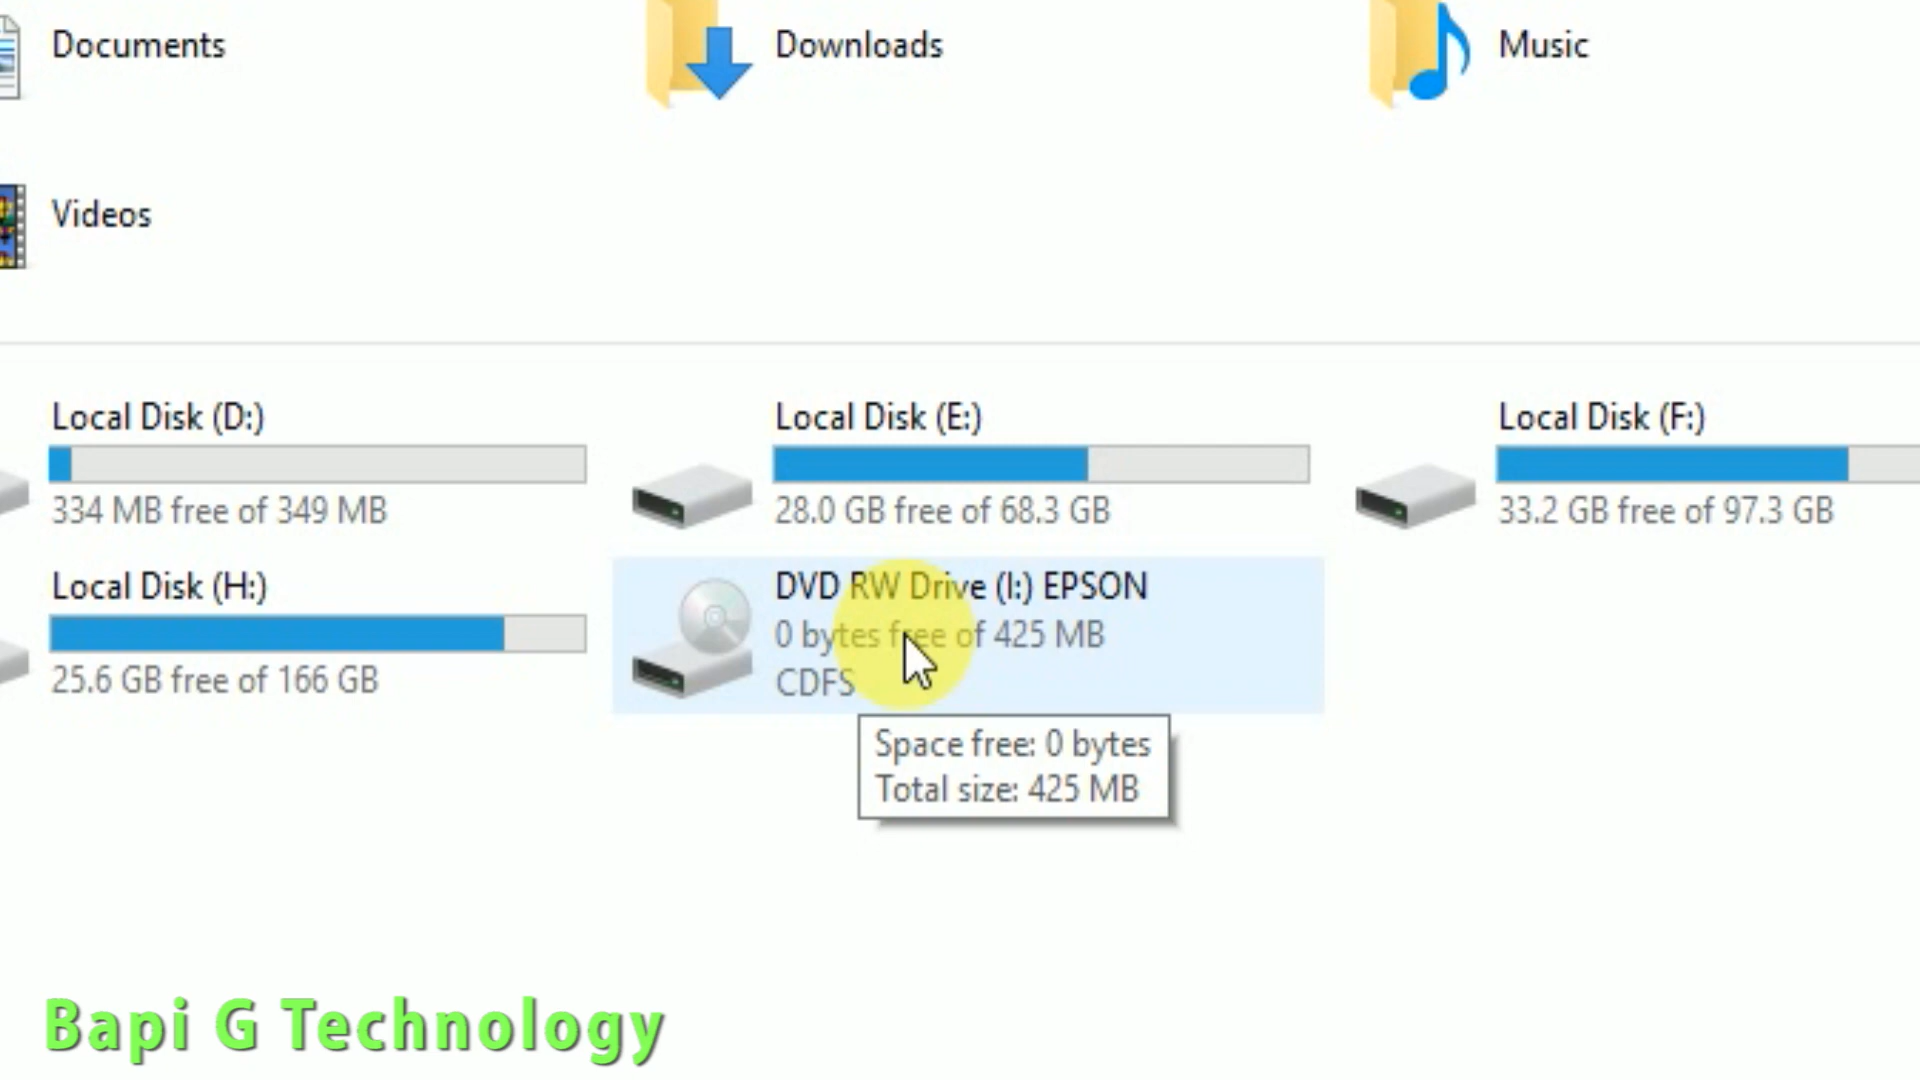 Documents
Downloads
Music
Videos
Local Disk (D:)
334 MB free of 349 MB
Local Disk (E:)
28.0 GB free of 68.3 GB
Local Disk (F:)
33.2 GB free of 97.3 GB
Local Disk (H:)
25.6 GB free of 166 GB
DVD RW Drive (I:) EPSON
0 bytes free of 425 MB
CDFS
Space free: 0 bytes
Total size: 425 MB
Bapi G Technology